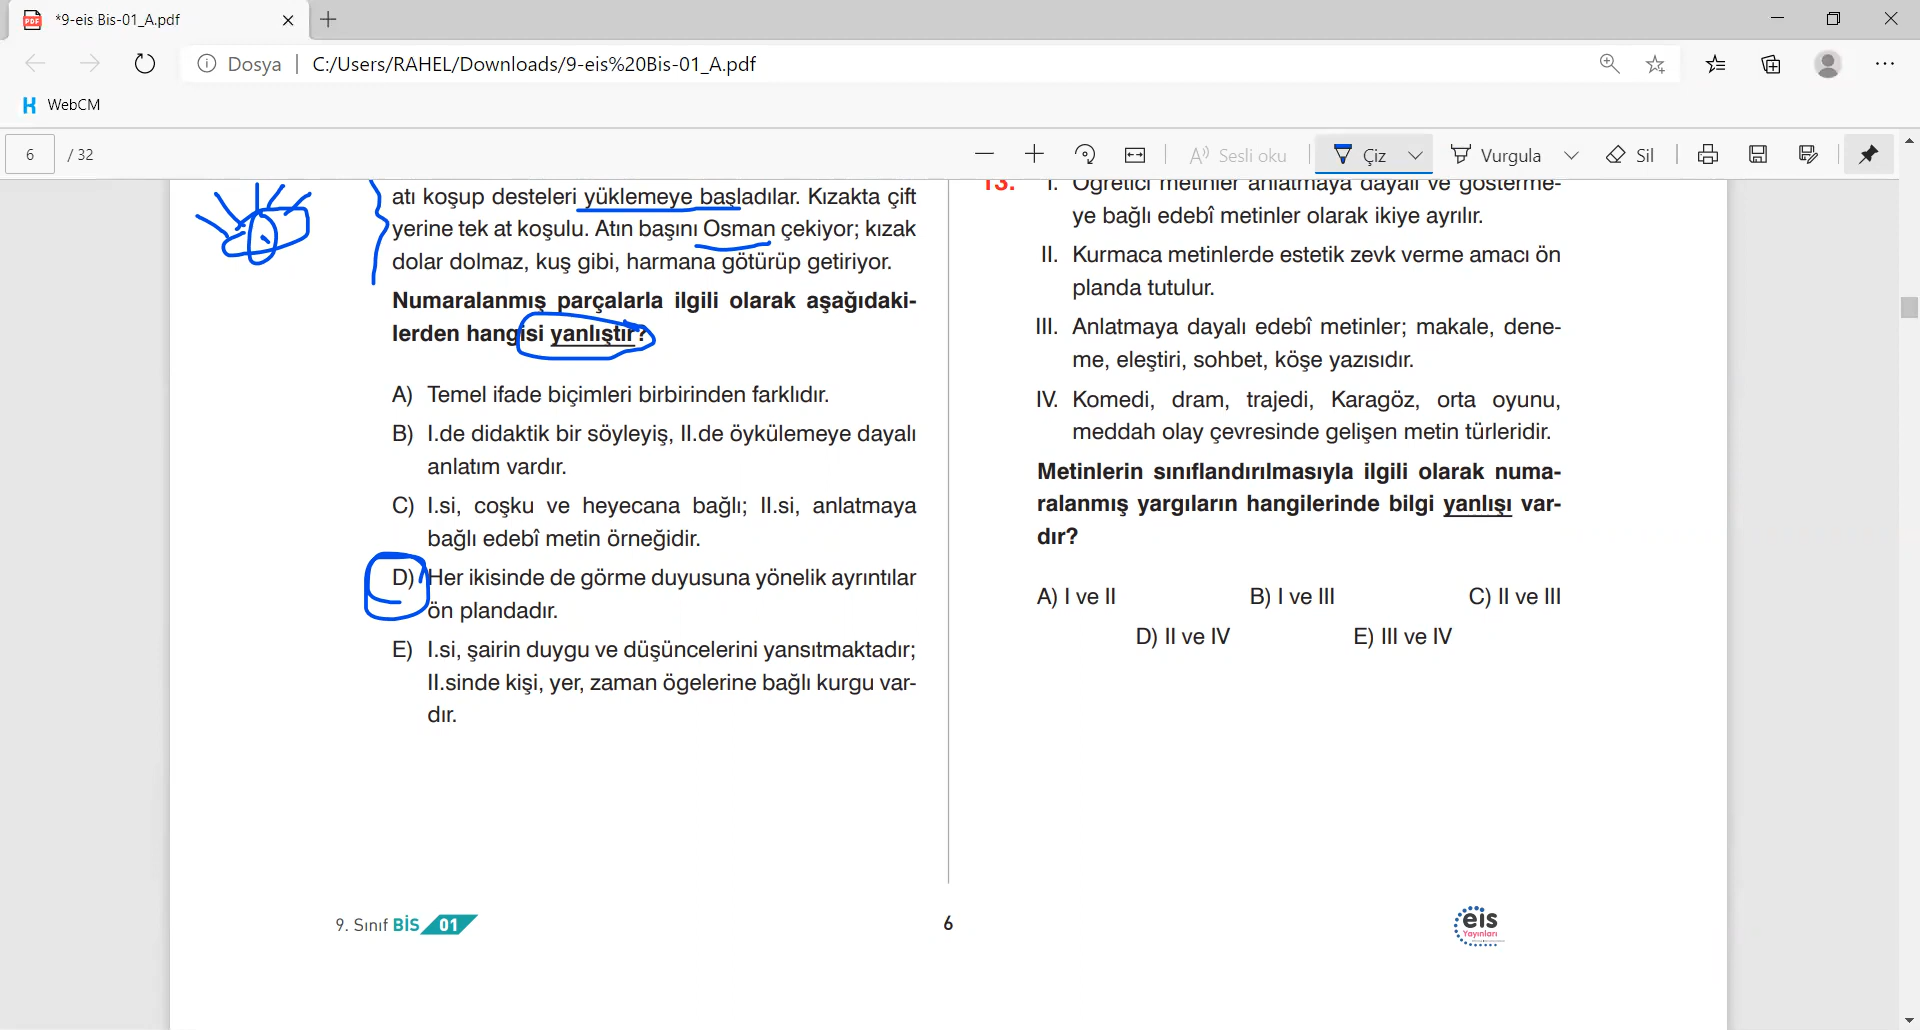 *9-eis Bis-01_A.pdf
Dosya | C:/Users/RAHEL/Downloads/9-eis%20Bis-01_A.pdf
WebCM
6 / 32
Sesli oku
Çiz
Vurgula
Sil
atı koşup desteleri yüklemeye başladılar. Kızakta çift
yerine tek at koşulu. Atın başını Osman çekiyor; kızak
dolar dolmaz, kuş gibi, harmana götürüp getiriyor.
Numaralanmış parçalarla ilgili olarak aşağıdaki-
lerden hangisi yanlıştır?
A) Temel ifade biçimleri birbirinden farklıdır.
B) I.de didaktik bir söyleyiş, II.de öykülemeye dayalı
anlatım vardır.
C) I.si, coşku ve heyecana bağlı; II.si, anlatmaya
bağlı edebî metin örneğidir.
D) Her ikisinde de görme duyusuna yönelik ayrıntılar
ön plandadır.
E) I.si, şairin duygu ve düşüncelerini yansıtmaktadır;
II.sinde kişi, yer, zaman ögelerine bağlı kurgu var-
dır.
13. I. Öğretici metinler anlatmaya dayalı ve gösterme-
ye bağlı edebî metinler olarak ikiye ayrılır.
II. Kurmaca metinlerde estetik zevk verme amacı ön
planda tutulur.
III. Anlatmaya dayalı edebî metinler; makale, dene-
me, eleştiri, sohbet, köşe yazısıdır.
IV. Komedi, dram, trajedi, Karagöz, orta oyunu,
meddah olay çevresinde gelişen metin türleridir.
Metinlerin sınıflandırılmasıyla ilgili olarak numa-
ralanmış yargıların hangilerinde bilgi yanlışı var-
dır?
A) I ve II B) I ve III C) II ve III
D) II ve IV E) III ve IV
9. Sınıf BİS 01
6
eis
Yayınları